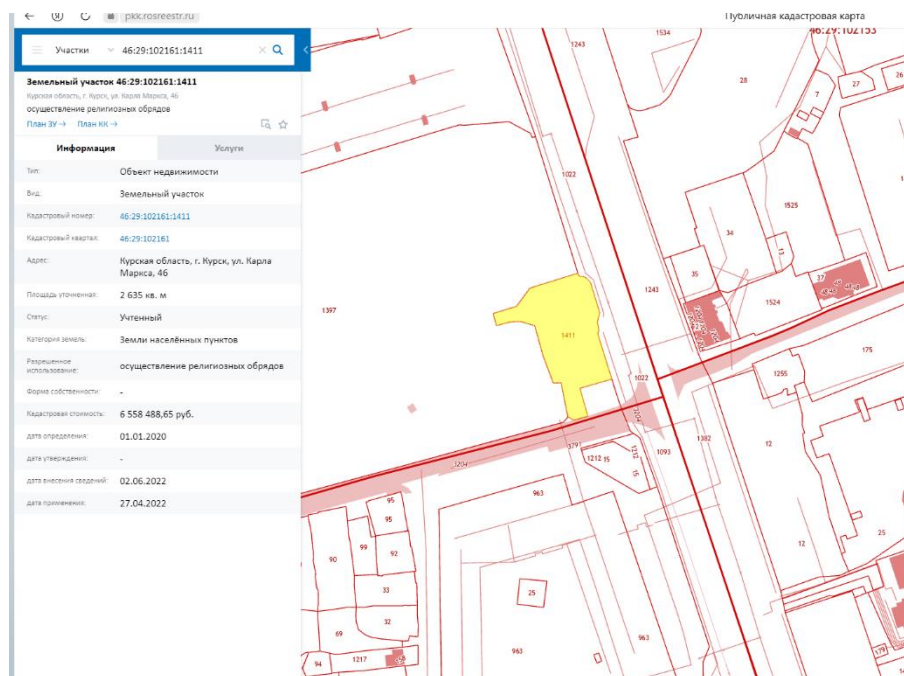 pkk.rosreestr.ru
Публичная кадастровая карта
Участки 46:29:102161:1411
Земельный участок 46:29:102161:1411
Курская область, г. Курск, ул. Карла Маркса, 46
осуществление религиозных обрядов
План ЗУ → План КК →
Информация Услуги
Тип: Объект недвижимости
Вид: Земельный участок
Кадастровый номер: 46:29:102161:1411
Кадастровый квартал: 46:29:102161
Адрес: Курская область, г. Курск, ул. Карла
Маркса, 46
Площадь уточненная: 2 635 кв. м
Статус: Учтенный
Категория земель: Земли населённых пунктов
Разрешенное
использование: осуществление религиозных обрядов
Форма собственности: -
Кадастровая стоимость: 6 558 488,65 руб.
дата определения: 01.01.2020
дата утверждения: -
дата внесения сведений: 02.06.2022
дата применения: 27.04.2022
46:29:102153
1534
1243
28
27
26
7
1022
1525
34
13
35
37
1243
1524
1397
1411
175
1022
1255
1204
3791
1382
12
3204
1212 15
1212
15
1093
963
95
95
99
92
90
12
25
33
25
32
69
963
963
94
1217
179